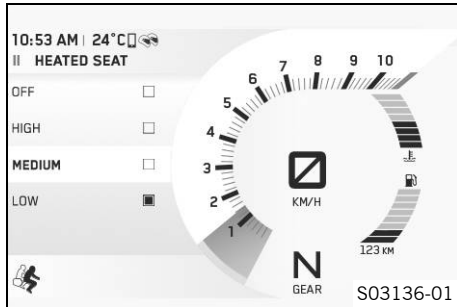 10:53 AM | 24°C
HEATED SEAT
OFF
HIGH
MEDIUM
LOW
1
2
3
4
5
6
7
8
9
10
0
KM/H
N
GEAR
123 KM
S03136-01